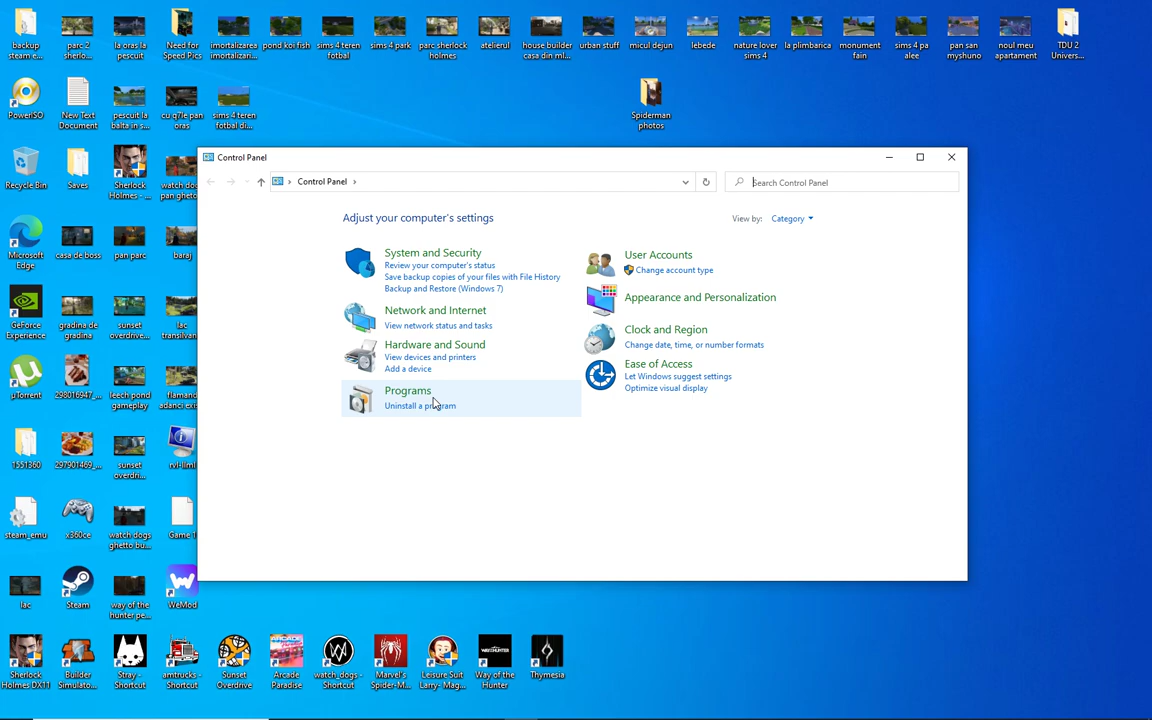 backup
steam e...
parc 2
sherlo...
la oras la
pescuit
Need for
Speed Pics
imortalizarea
imortalizari...
pond koi fish
sims 4 teren
fotbal
sims 4 park
parc sherlock
holmes
atelierul
house builder
casa din mi...
urban stuff
micul dejun
lebede
nature lover
sims 4
la plimbarica
monument
fain
sims 4 pa
alee
pan san
myshuno
noul meu
apartament
TDU 2
Univers...
PowerISO
New Text
Document
pescuit la
balta in s...
cu q7le pan
oras
sims 4 teren
fotbal di...
Spiderman
photos
Recycle Bin
Saves
Sherlock
Holmes - ...
watch do
pan gheto
Microsoft
Edge
casa de boss
pan parc
baraj
GeForce
Experience
gradina de
gradina
sunset
overdrive...
lac
transilvan
µTorrent
298016947_...
leech pond
gameplay
flamand
adanci exis
1551360
297901469_...
sunset
overdri...
rvl-llml
steam_emu
x360ce
watch dogs
ghetto bu...
Game 1
lac
Steam
way of the
hunter pe...
WeMod
Sherlock
Holmes DX11
Builder
Simulato...
Stray -
Shortcut
amtrucks -
Shortcut
Sunset
Overdrive
Arcade
Paradise
watch_dogs -
Shortcut
Marvel's
Spider-M...
Leisure Suit
Larry- Mag...
Way of the
Hunter
Thymesia
Control Panel
Control Panel
Search Control Panel
Adjust your computer's settings
View by: Category
System and Security
Review your computer's status
Save backup copies of your files with File History
Backup and Restore (Windows 7)
Network and Internet
View network status and tasks
Hardware and Sound
View devices and printers
Add a device
Programs
Uninstall a program
User Accounts
Change account type
Appearance and Personalization
Clock and Region
Change date, time, or number formats
Ease of Access
Let Windows suggest settings
Optimize visual display